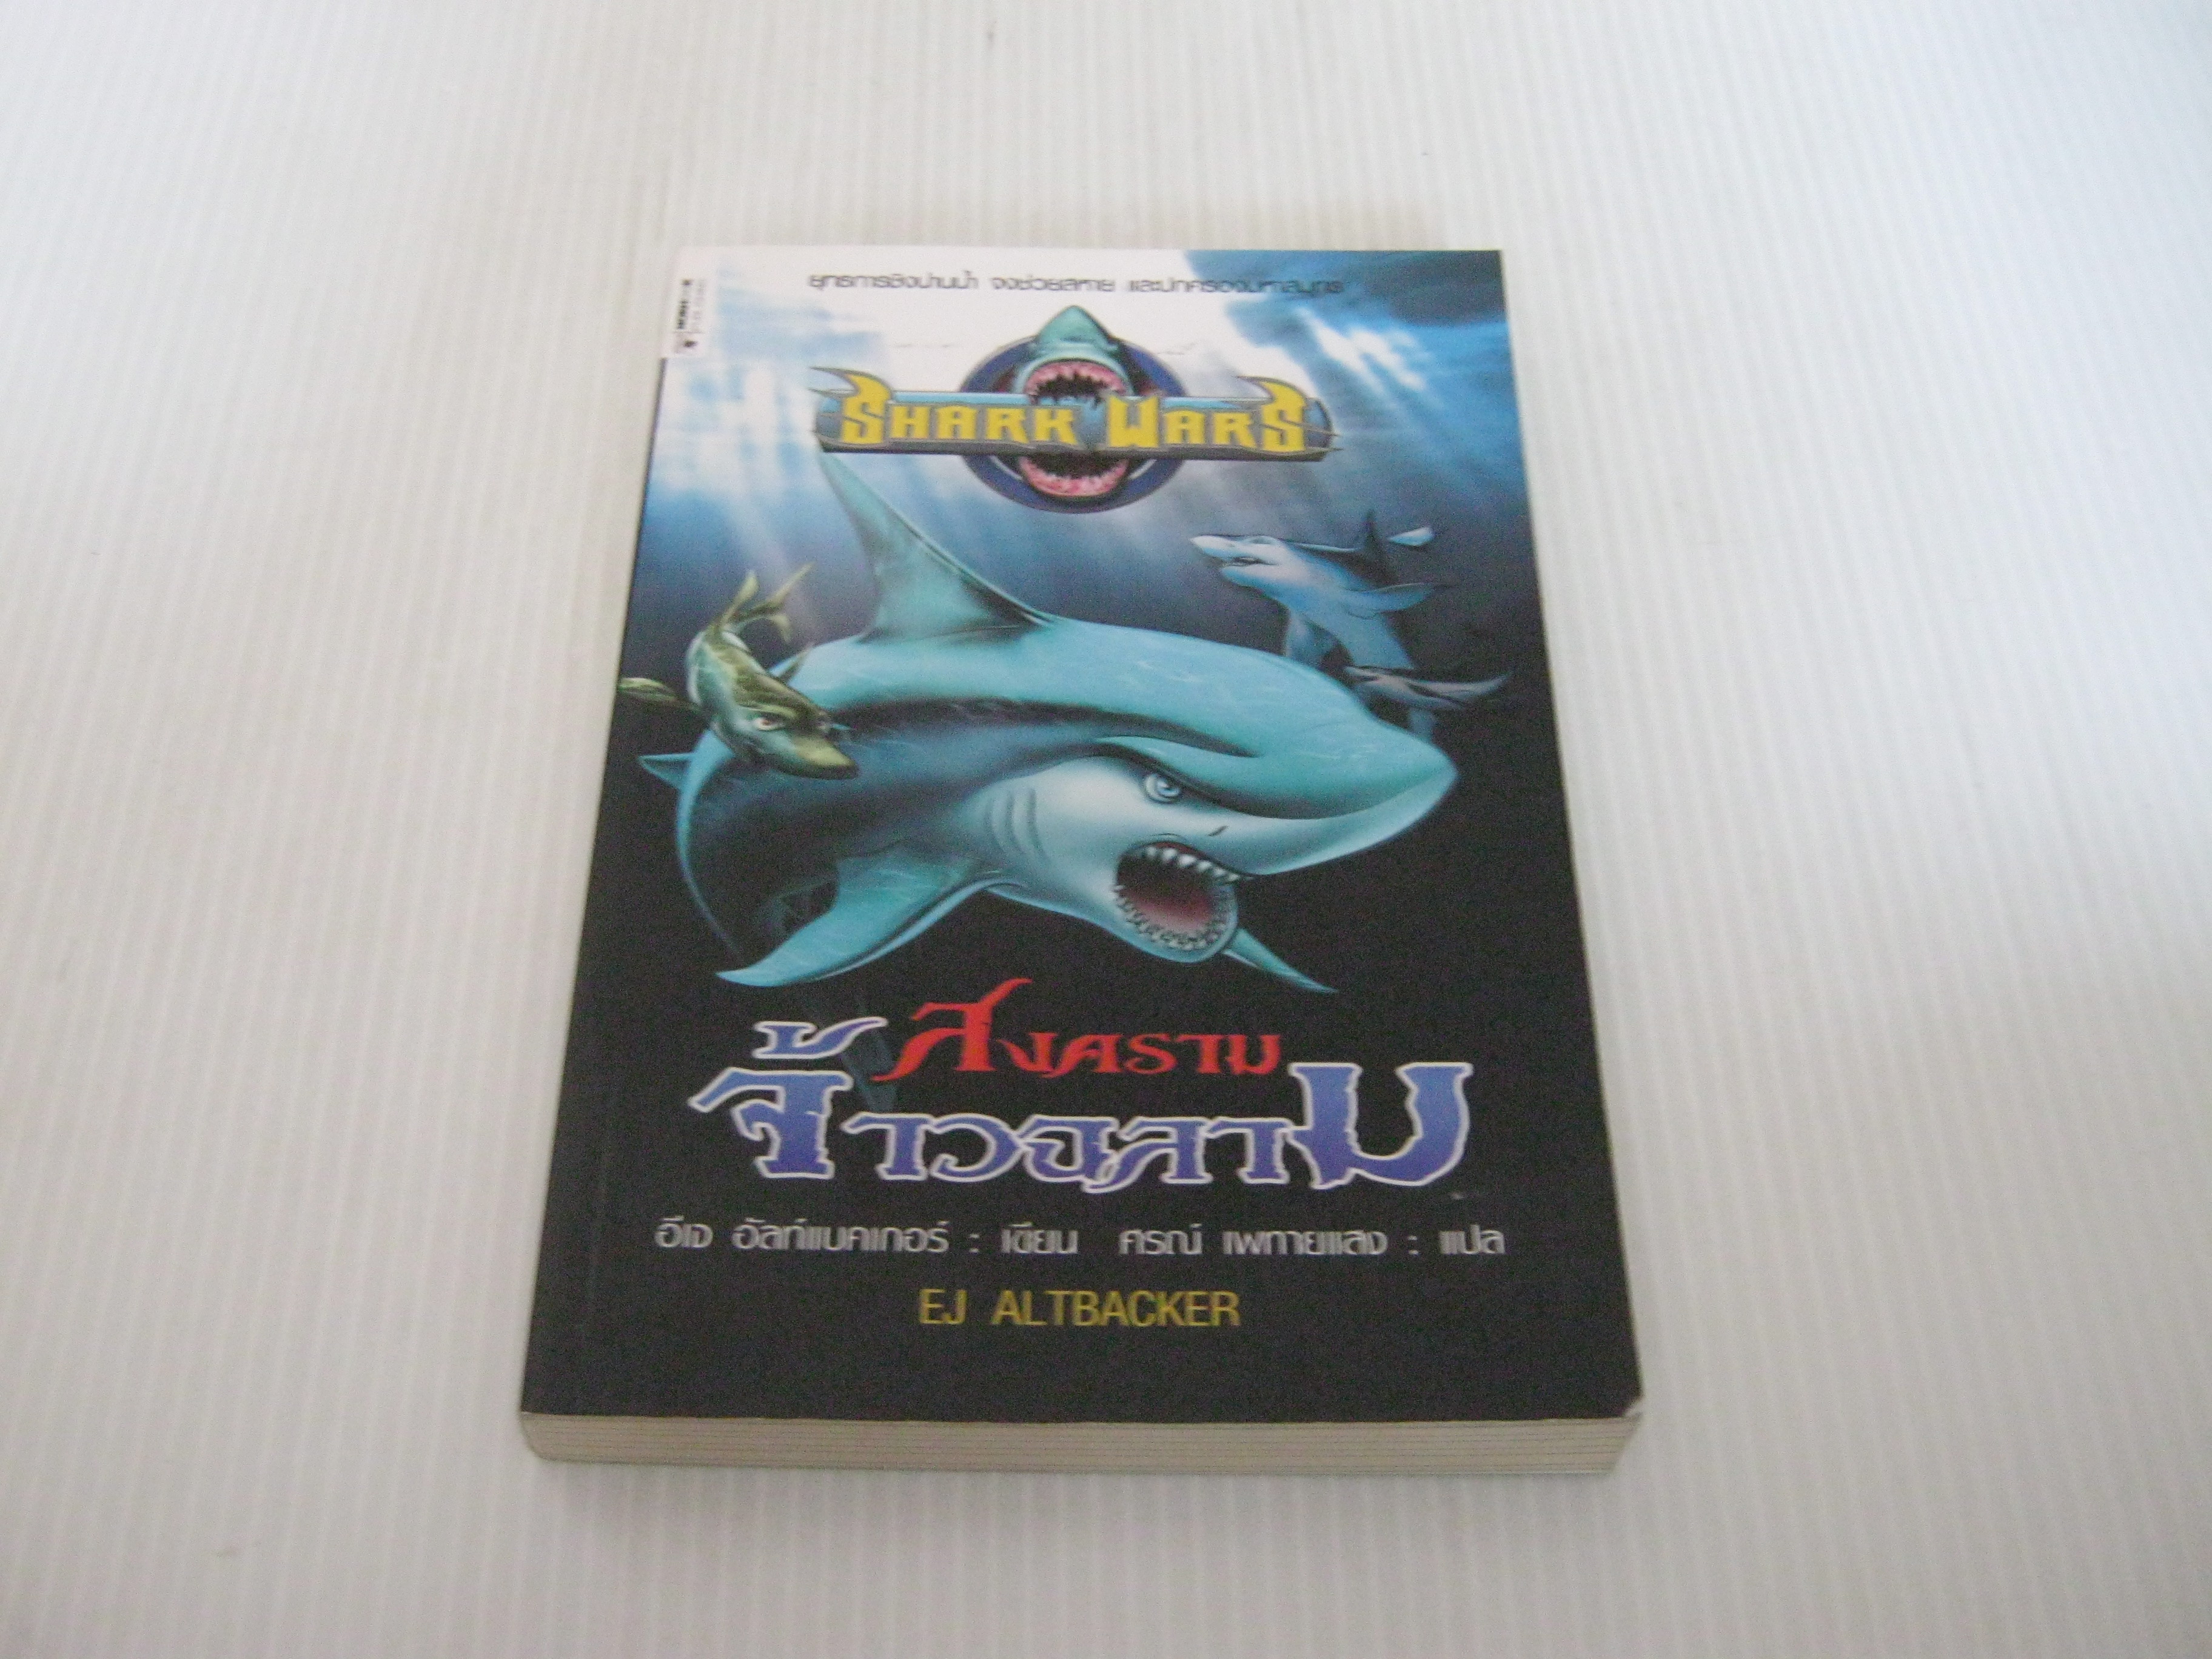 ยุทธการชิงน่านน้ำ จงช่วยสหาย และปกครองมหาสมุทร
SHARK WARS
สงคราม
จ้าวฉลาม
อีเจ อัลท์แบคเกอร์ : เขียน ศรณ์ เพทายแสง : แปล
EJ ALTBACKER